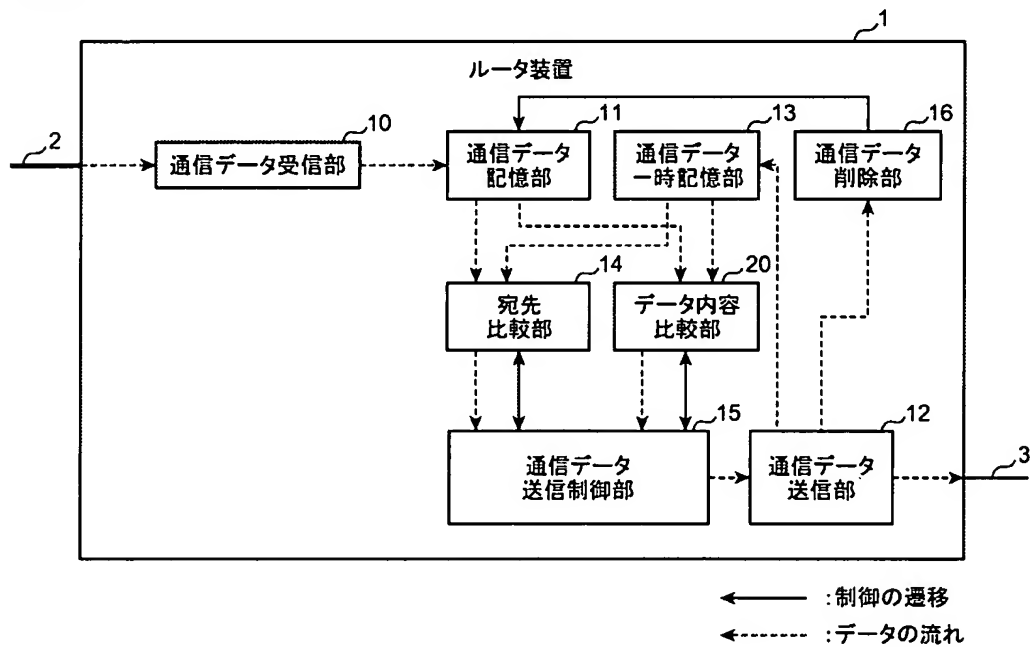 1
ルータ装置
2
10
11
13
16
通信データ受信部
通信データ
記憶部
通信データ
一時記憶部
通信データ
削除部
14
20
宛先
比較部
データ内容
比較部
15
12
3
通信データ
送信制御部
通信データ
送信部
:制御の遷移
:データの流れ